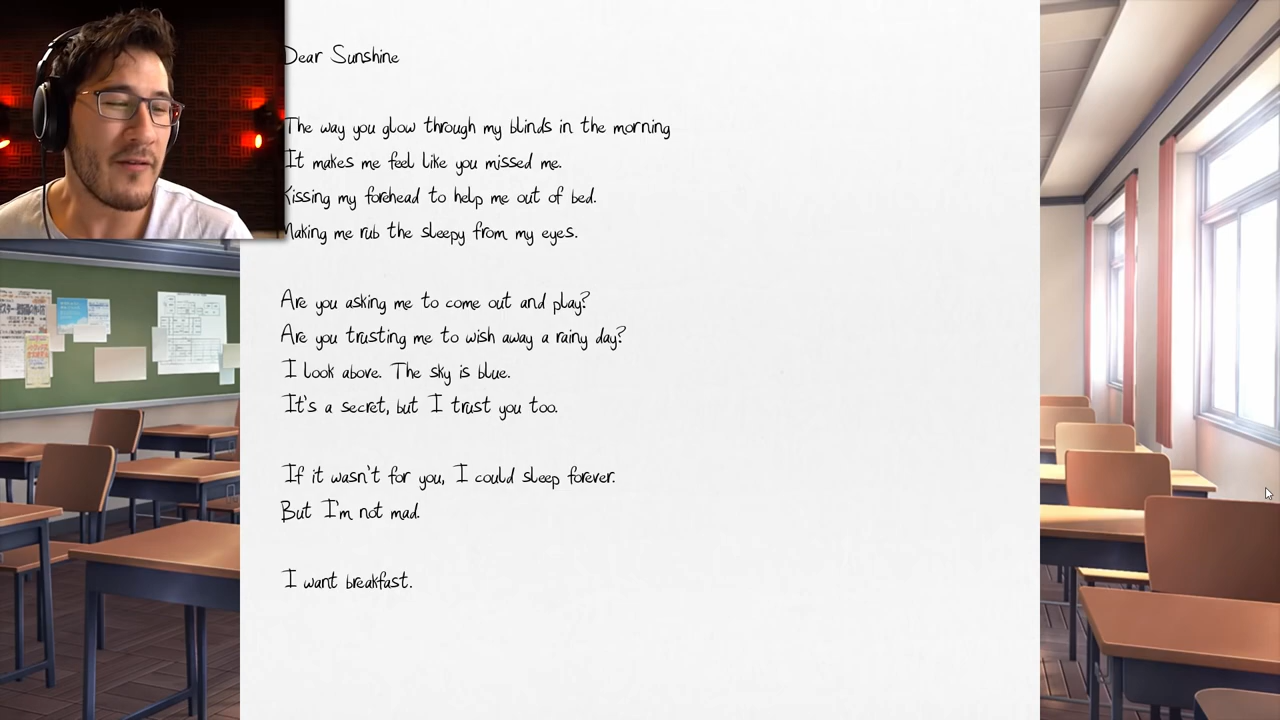 Dear Sunshine
The way you glow through my blinds in the morning
It makes me feel like you missed me.
Kissing my forehead to help me out of bed.
Making me rub the sleepy from my eyes.
Are you asking me to come out and play?
Are you trusting me to wish away a rainy day?
I look above. The sky is blue.
It's a secret, but I trust you too.
If it wasn't for you, I could sleep forever.
But I'm not mad.
I want breakfast.